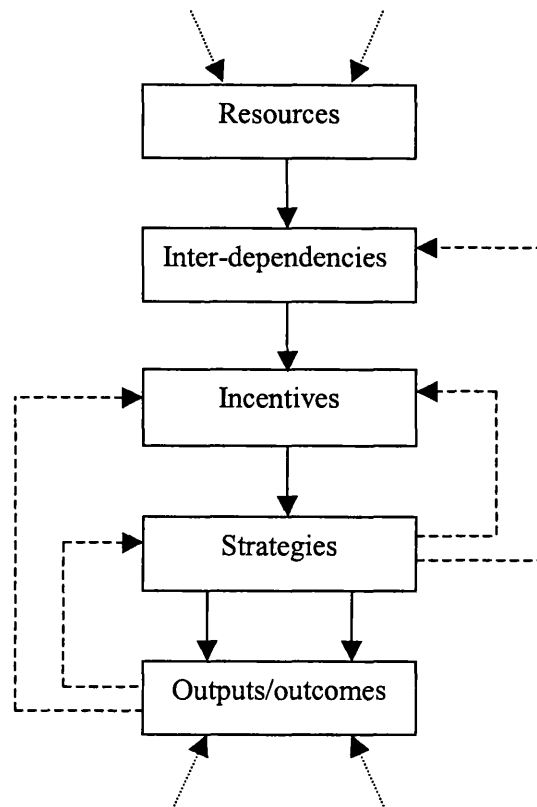 Resources
Inter-dependencies
Incentives
Strategies
Outputs/outcomes